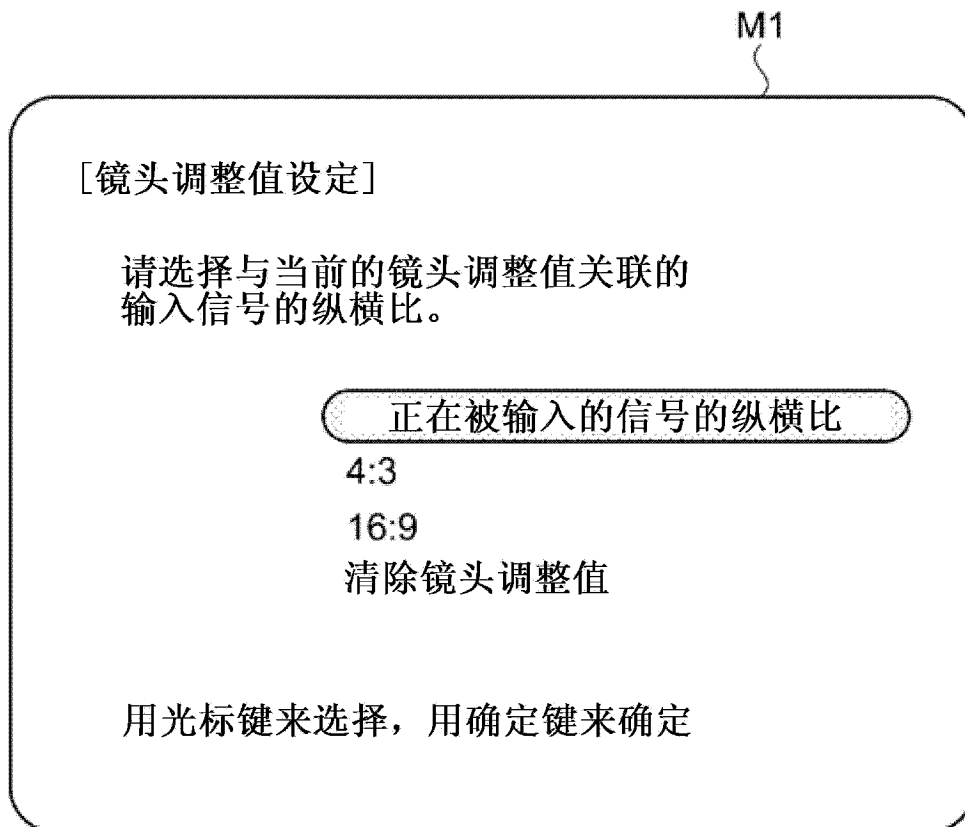 M1
[镜头调整值设定]
请选择与当前的镜头调整值关联的
输入信号的纵横比。
正在被输入的信号的纵横比
4:3
16:9
清除镜头调整值
用光标键来选择，用确定键来确定